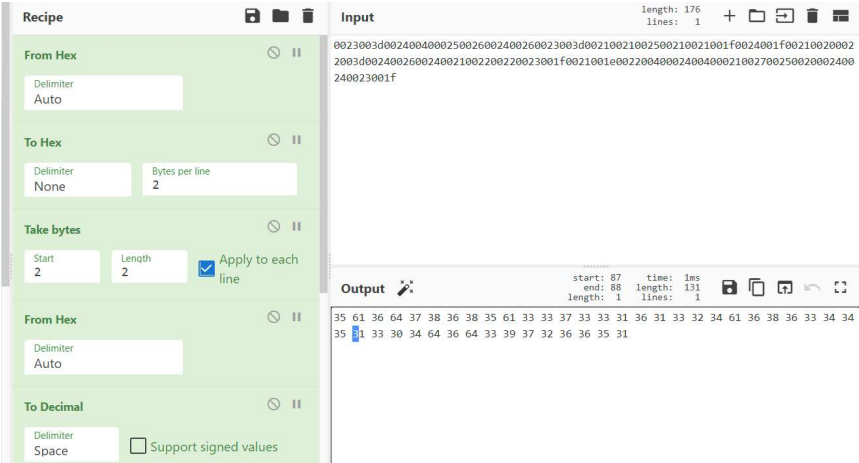 Recipe
From Hex
Delimiter
Auto
To Hex
Delimiter
None
Bytes per line
2
Take bytes
Start
2
Length
2
Apply to each line
From Hex
Delimiter
Auto
To Decimal
Delimiter
Space
Support signed values
Input
length: 176
lines: 1
0023003d0024004000250026002400260023003d00210021002500210021001f0024001f00210020002
2003d0024002600240021002200220023001f0021001e00220040002400400021002700250020002400
240023001f
Output
start: 87
end: 88
length: 1
time: 1ms
length: 131
lines: 1
35 61 36 64 37 38 36 38 35 61 33 33 37 33 33 31 36 31 33 32 34 61 36 38 36 33 34 34
35 31 33 30 34 64 36 64 33 39 37 32 36 36 35 31